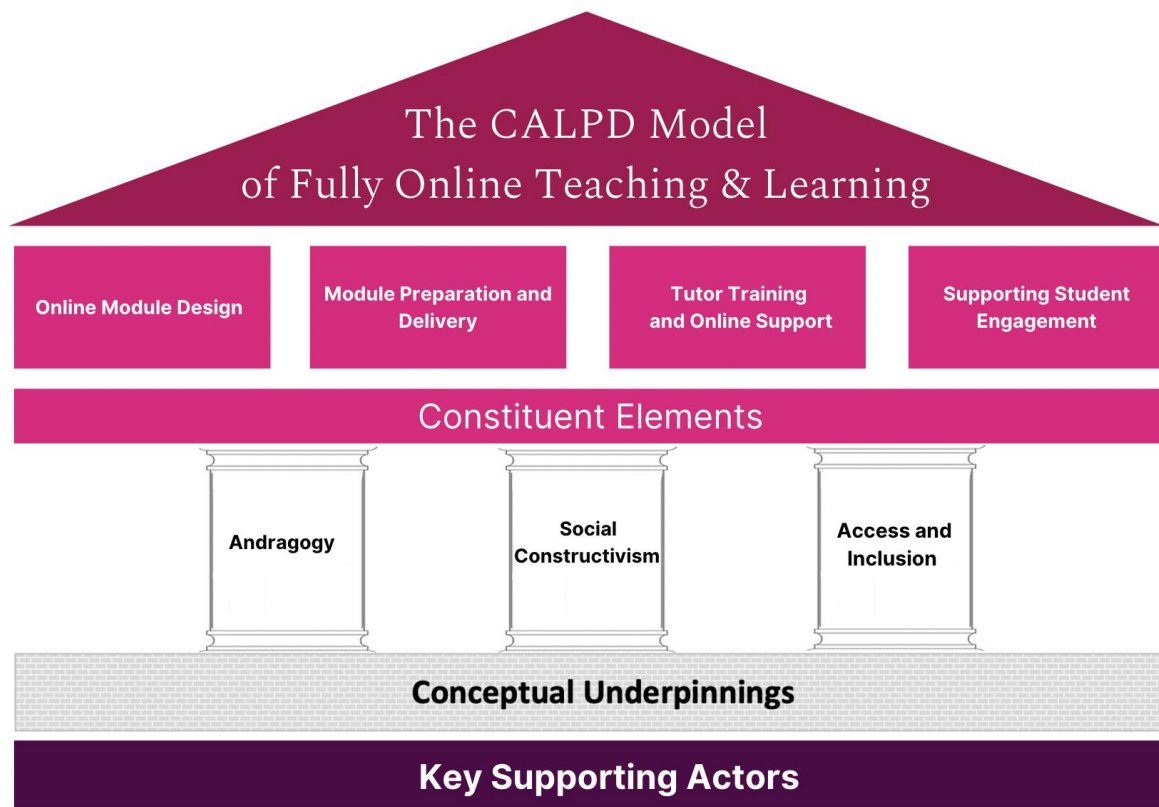 The CALPD Model
of Fully Online Teaching & Learning
Online Module Design
Module Preparation and
Delivery
Tutor Training
and Online Support
Supporting Student
Engagement
Constituent Elements
Andragogy
Social
Constructivism
Access and
Inclusion
Conceptual Underpinnings
Key Supporting Actors